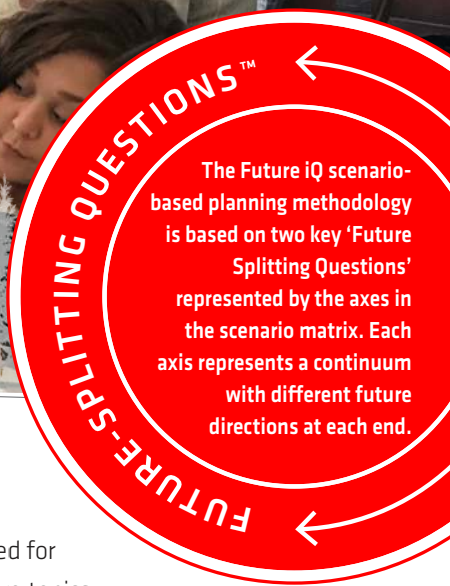 FUTURE-SPLITTING QUESTIONS™
The Future iQ scenario-
based planning methodology
is based on two key ‘Future
Splitting Questions’
represented by the axes in
the scenario matrix. Each
axis represents a continuum
with different future
directions at each end.
ed for